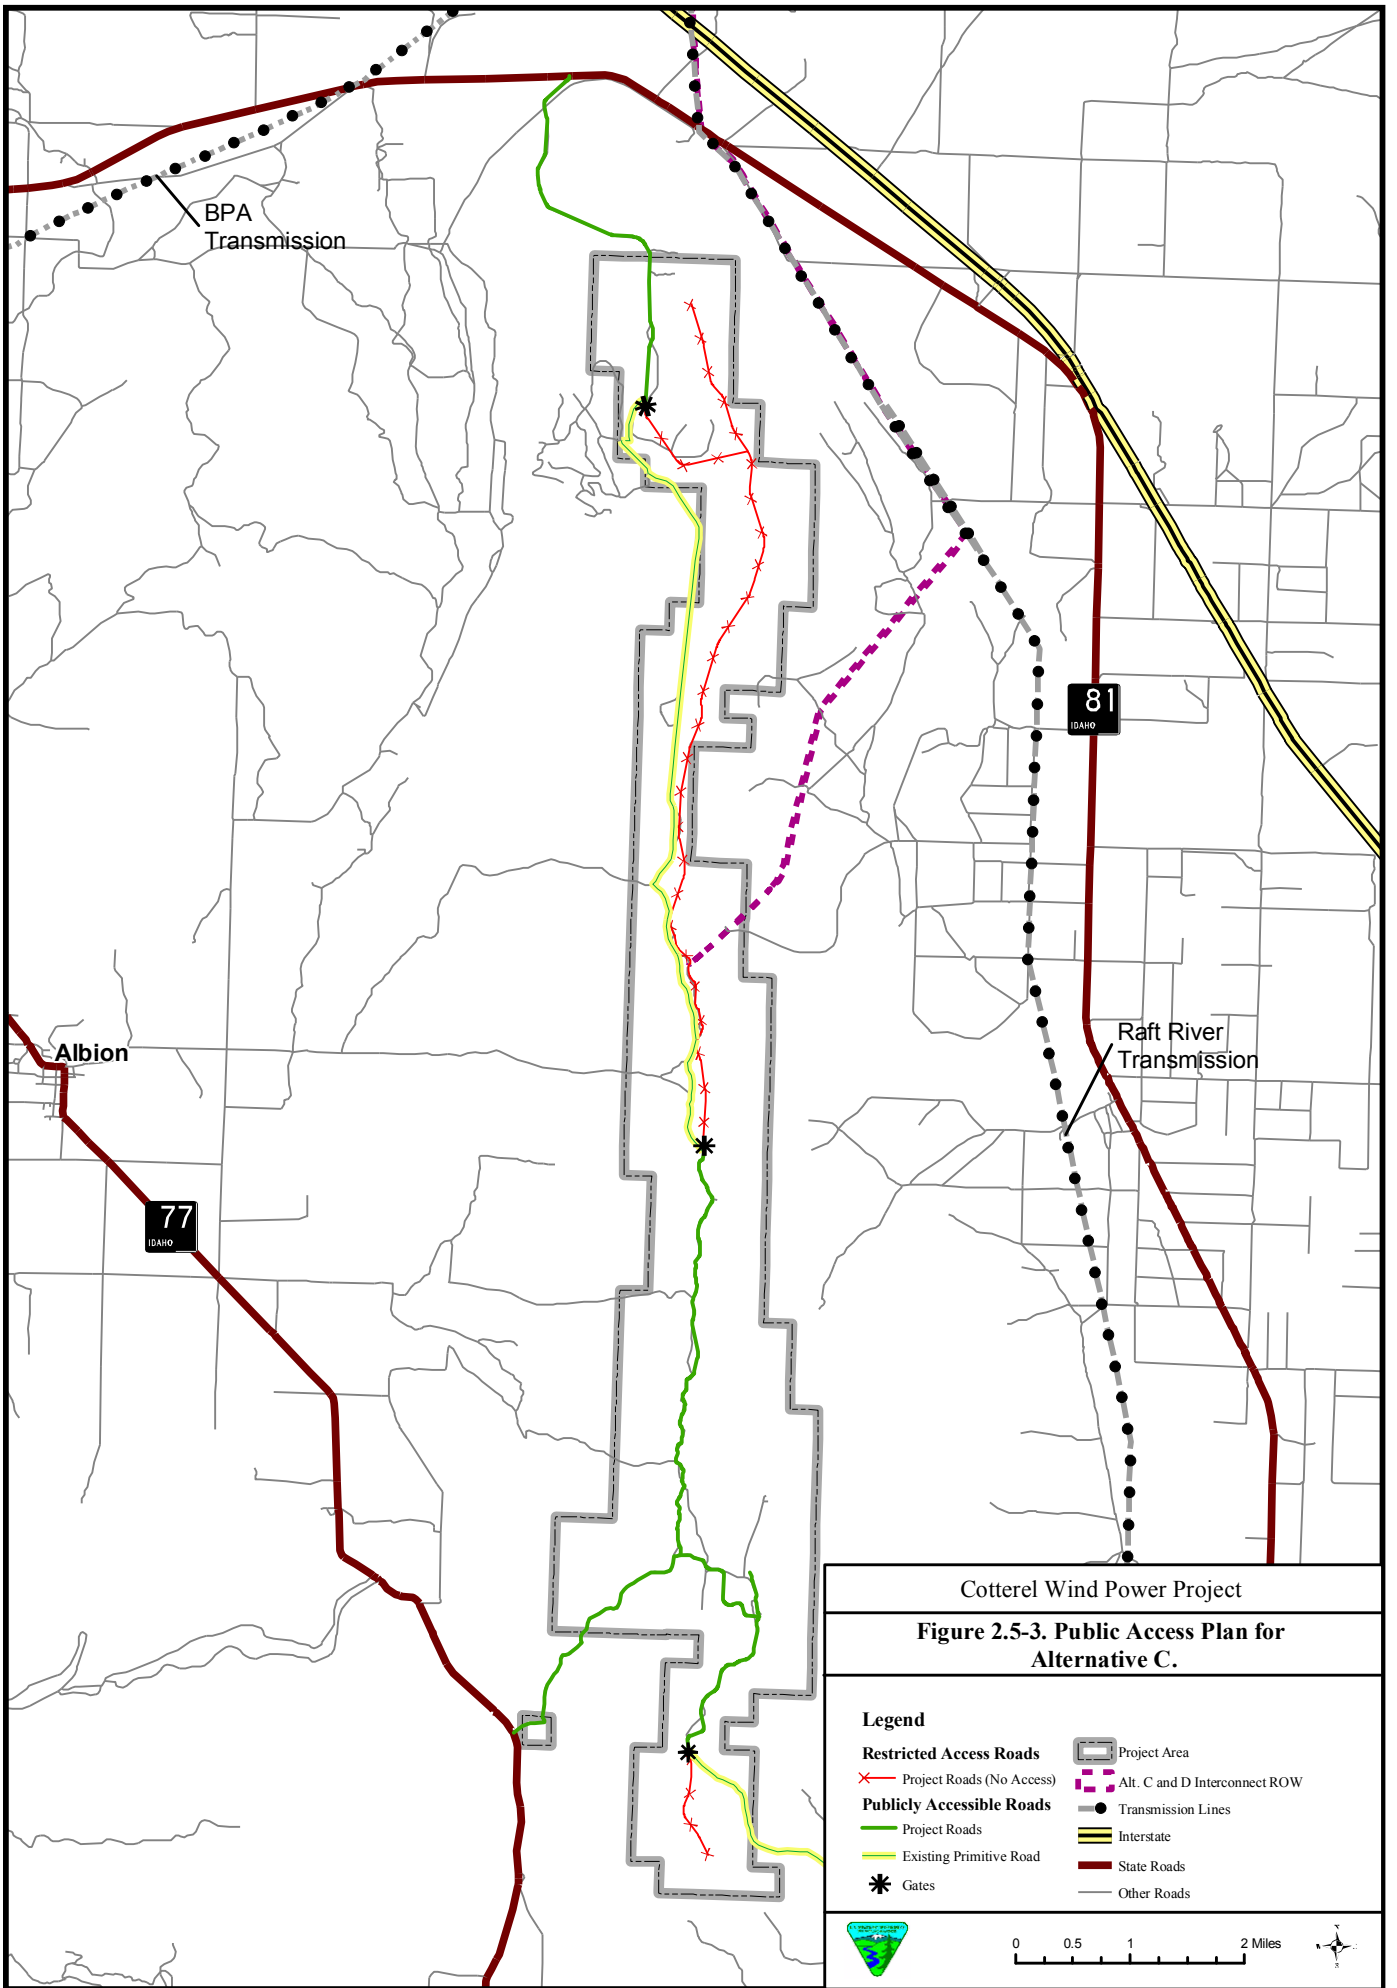 BPA
Transmission
81
IDAHO
Albion
Raft River
Transmission
77
IDAHO
Cotterel Wind Power Project
Figure 2.5-3. Public Access Plan for
Alternative C.
Legend
Restricted Access Roads
Project Roads (No Access)
Publicly Accessible Roads
Project Roads
Existing Primitive Road
Gates
Project Area
Alt. C and D Interconnect ROW
Transmission Lines
Interstate
State Roads
Other Roads
0 0.5 1 2 Miles